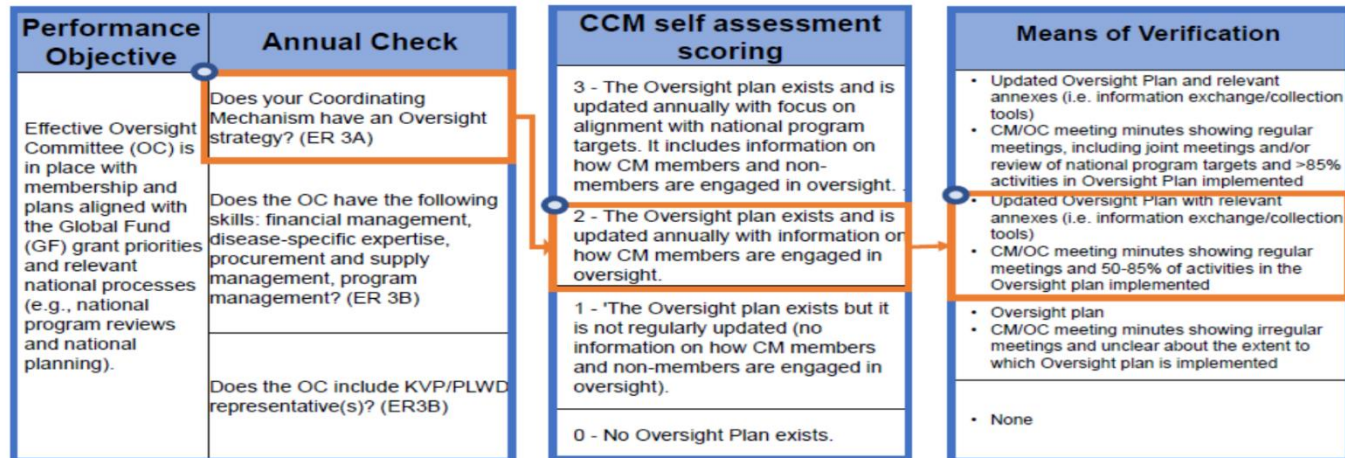 Performance
Objective
Annual Check
Effective Oversight
Committee (OC) is
in place with
membership and
plans aligned with
the Global Fund
(GF) grant priorities
and relevant
national processes
(e.g., national
program reviews
and national
planning).
Does your Coordinating
Mechanism have an Oversight
strategy? (ER 3A)
Does the OC have the following
skills: financial management,
disease-specific expertise,
procurement and supply
management, program
management? (ER 3B)
Does the OC include KVP/PLWD
representative(s)? (ER3B)
CCM self assessment
scoring
3 - The Oversight plan exists and is
updated annually with focus on
alignment with national program
targets. It includes information on
how CM members and non-
members are engaged in oversight. .
2 - The Oversight plan exists and is
updated annually with information on
how CM members are engaged in
oversight.
1 - 'The Oversight plan exists but it
is not regularly updated (no
information on how CM members
and non-members are engaged in
oversight).
0 - No Oversight Plan exists.
Means of Verification
• Updated Oversight Plan and relevant
annexes (i.e. information exchange/collection
tools)
• CM/OC meeting minutes showing regular
meetings, including joint meetings and/or
review of national program targets and >85%
activities in Oversight Plan implemented
• Updated Oversight Plan with relevant
annexes (i.e. information exchange/collection
tools)
• CM/OC meeting minutes showing regular
meetings and 50-85% of activities in the
Oversight plan implemented
• Oversight plan
• CM/OC meeting minutes showing irregular
meetings and unclear about the extent to
which Oversight plan is implemented
• None